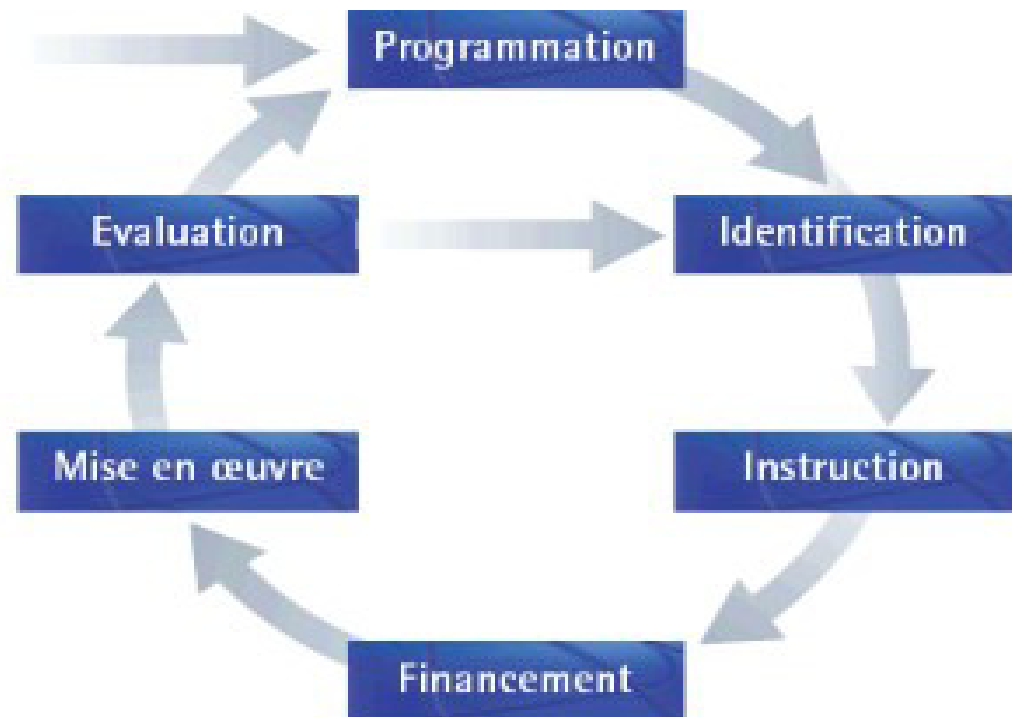 Programmation
Evaluation
Identification
Mise en œuvre
Instruction
Financement